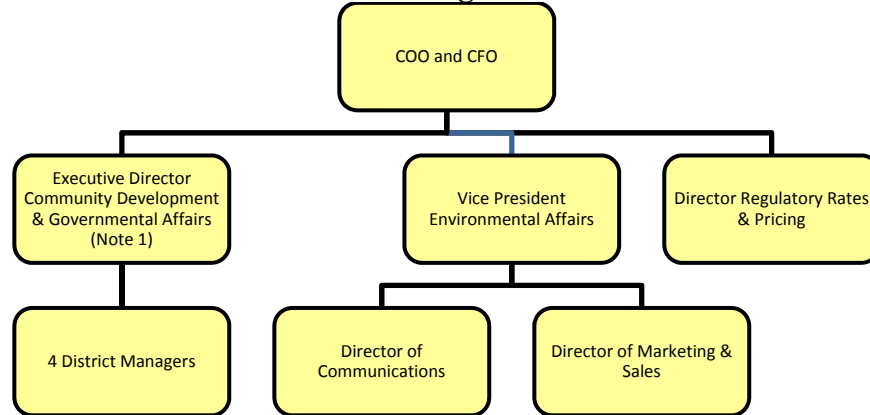 COO and CFO
Executive Director
Community Development
& Governmental Affairs
(Note 1)
Vice President
Environmental Affairs
Director Regulatory Rates
& Pricing
4 District Managers
Director of
Communications
Director of Marketing &
Sales